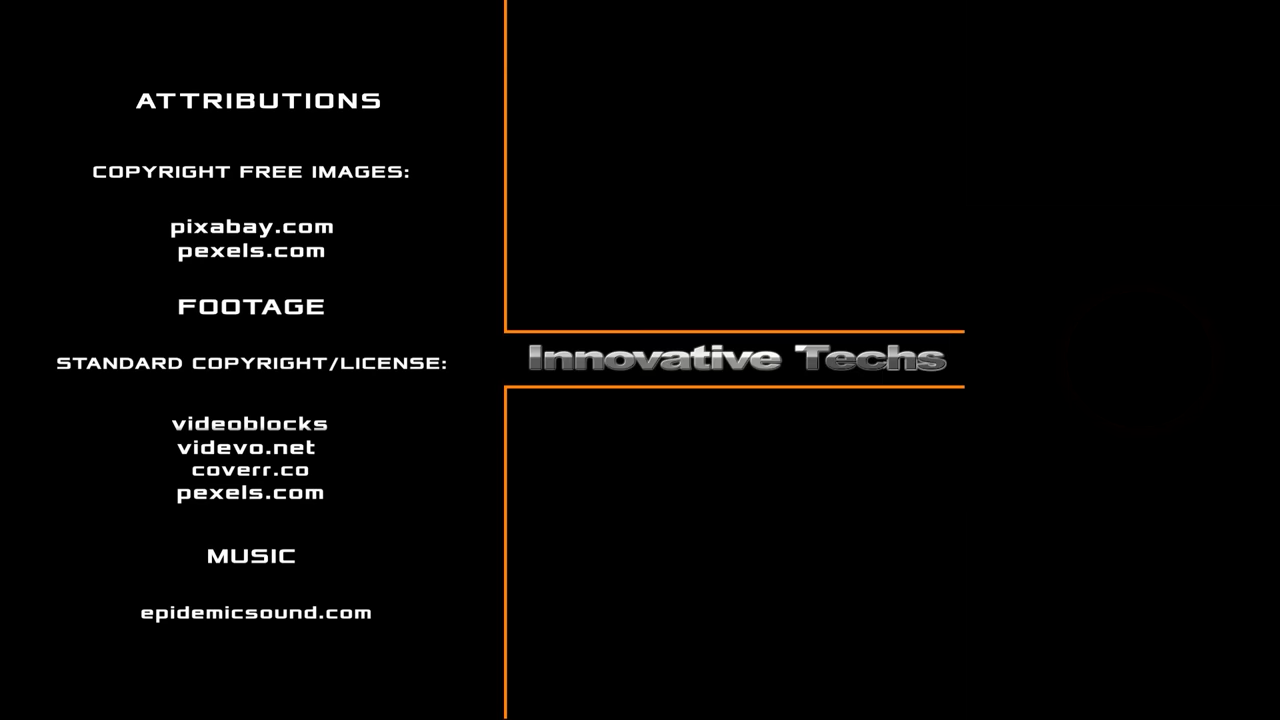 ATTRIBUTIONS
COPYRIGHT FREE IMAGES:
pixabay.com
pexels.com
FOOTAGE
STANDARD COPYRIGHT/LICENSE:
videoblocks
videvo.net
coverr.co
pexels.com
MUSIC
epidemicsound.com
Innovative Techs